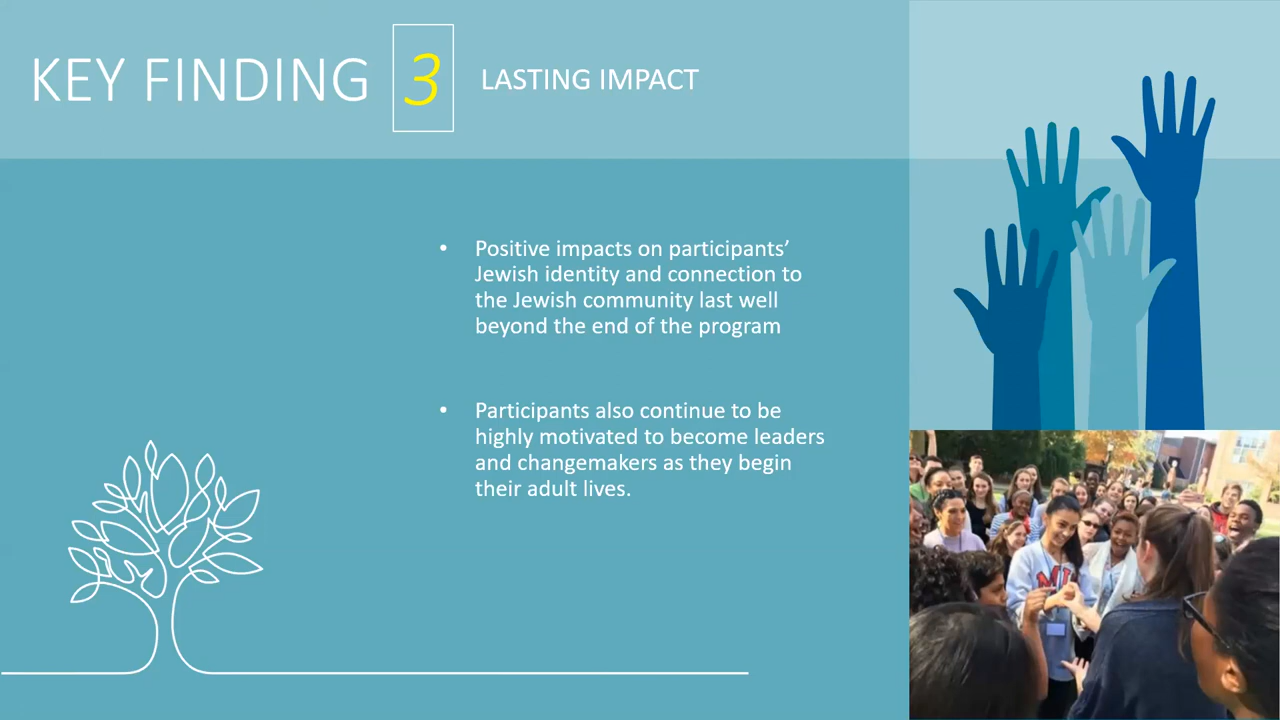 KEY FINDING 3 LASTING IMPACT
• Positive impacts on participants’
Jewish identity and connection to
the Jewish community last well
beyond the end of the program
• Participants also continue to be
highly motivated to become leaders
and changemakers as they begin
their adult lives.